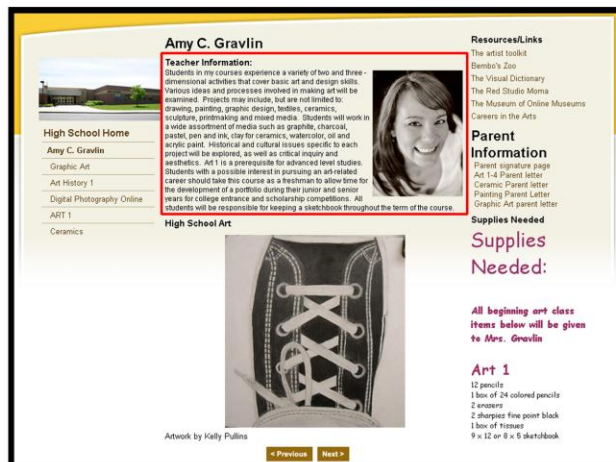 Amy C. Gravlin
High School Home
Amy C. Gravlin
Graphic Art
Art History 1
Digital Photography Online
ART 1
Ceramics
Teacher Information:
Students in my courses experience a variety of two and three -
dimensional activities that cover basic art and design skills.
Various ideas and processes involved in making art will be
examined. Projects may include, but are not limited to:
drawing, painting, graphic design, textiles, ceramics,
sculpture, printmaking and mixed media. Students will work in
a wide assortment of media such as graphite, charcoal,
pastel, pen and ink, clay for ceramics, watercolor, oil and
acrylic paint. Historical and cultural issues specific to each
project will be explored, as well as critical inquiry and
aesthetics. Art 1 is a prerequisite for advanced level studies.
Students with a possible interest in pursuing an art-related
career should take this course as a freshman to allow time for
the development of a portfolio during their junior and senior
years for college entrance and scholarship competitions. All
students will be responsible for keeping a sketchbook throughout the term of the course.
High School Art
Artwork by Kelly Pullins
< Previous
Next >
Resources/Links
The artist toolkit
Bembo's Zoo
The Visual Dictionary
The Red Studio Moma
The Museum of Online Museums
Careers in the Arts
Parent
Information
Parent signature page
Art 1-4 Parent letter
Ceramic Parent letter
Painting Parent letter
Graphic Art parent letter
Supplies Needed
Supplies
Needed:
All beginning art class
items below will be given
to Mrs. Gravlin
Art 1
12 pencils
1 box of 24 colored pencils
2 erasers
2 sharpies fine point black
1 box of tissues
9 x 12 or 8 x 5 sketchbook